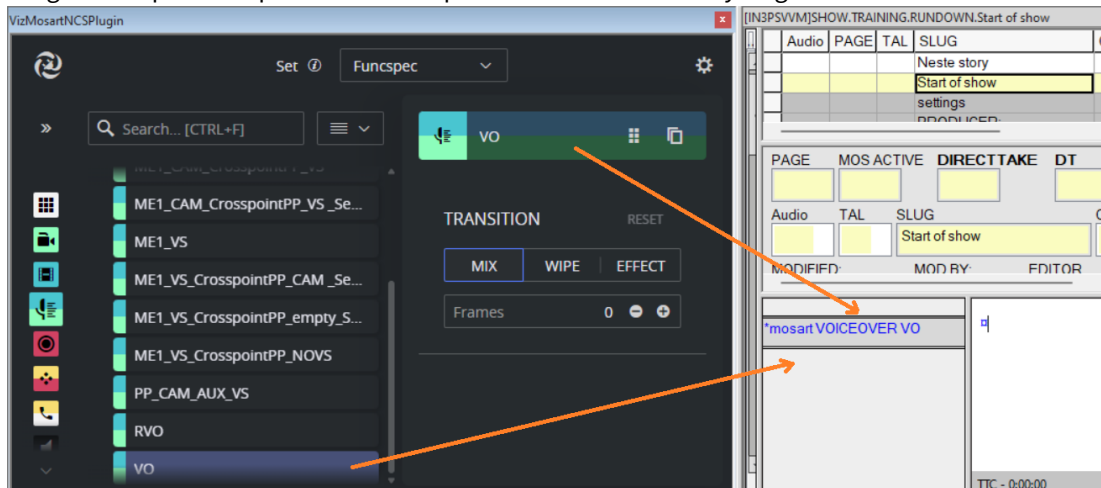 VizMosartNCSPlugin
x
Set
Funcspec
Search... [CTRL+F]
ME1_CAM_CrosspointPP_VS _Se...
ME1_VS
ME1_VS_CrosspointPP_CAM _Se...
ME1_VS_CrosspointPP_empty_S...
ME1_VS_CrosspointPP_NOVS
PP_CAM_AUX_VS
RVO
VO
VO
TRANSITION
RESET
MIX
WIPE
EFFECT
Frames
0
[IN3PSVVM]SHOW.TRAINING.RUNDOWN.Start of show
Audio PAGE TAL SLUG
Neste story
Start of show
settings
PRODUCER:
PAGE MOS ACTIVE DIRECTTAKE DT
Audio TAL SLUG
Start of show
MODIFIED: MOD BY: EDITOR
*mosart VOICEOVER VO
TTC - 0:00:00